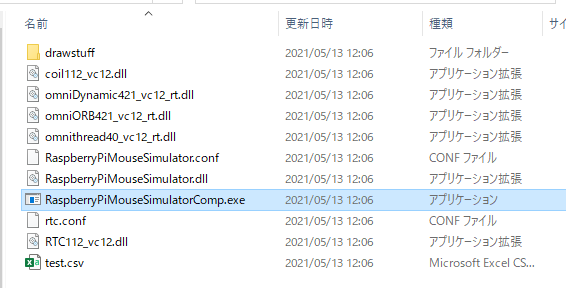 名前 更新日時 種類 サイ
drawstuff 2021/05/13 12:06 ファイル フォルダー
coil112_vc12.dll 2021/05/13 12:06 アプリケーション拡張
omniDynamic421_vc12_rt.dll 2021/05/13 12:06 アプリケーション拡張
omniORB421_vc12_rt.dll 2021/05/13 12:06 アプリケーション拡張
omnithread40_vc12_rt.dll 2021/05/13 12:06 アプリケーション拡張
RaspberryPiMouseSimulator.conf 2021/05/13 12:06 CONF ファイル
RaspberryPiMouseSimulator.dll 2021/05/13 12:06 アプリケーション拡張
RaspberryPiMouseSimulatorComp.exe 2021/05/13 12:06 アプリケーション
rtc.conf 2021/05/13 12:06 CONF ファイル
RTC112_vc12.dll 2021/05/13 12:06 アプリケーション拡張
test.csv 2021/05/13 12:06 Microsoft Excel CS...